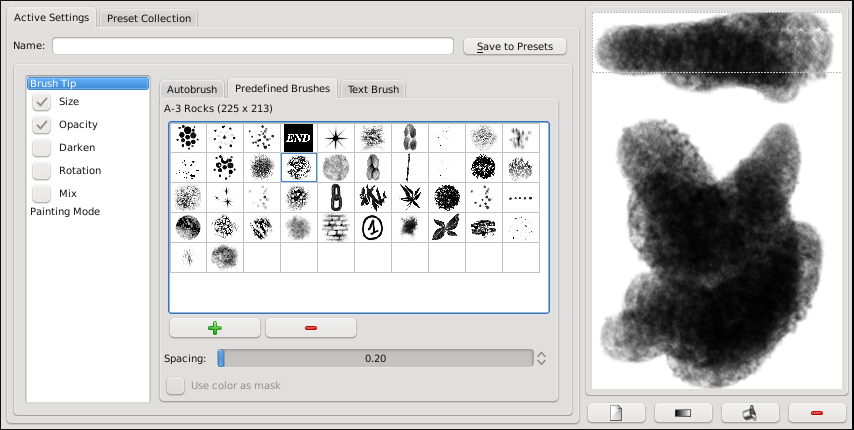 Active Settings
Preset Collection
Name:
Save to Presets
Brush Tip
Size
Opacity
Darken
Rotation
Mix
Painting Mode
Autobrush
Predefined Brushes
Text Brush
A-3 Rocks (225 x 213)
END
1
Spacing:
0.20
Use color as mask